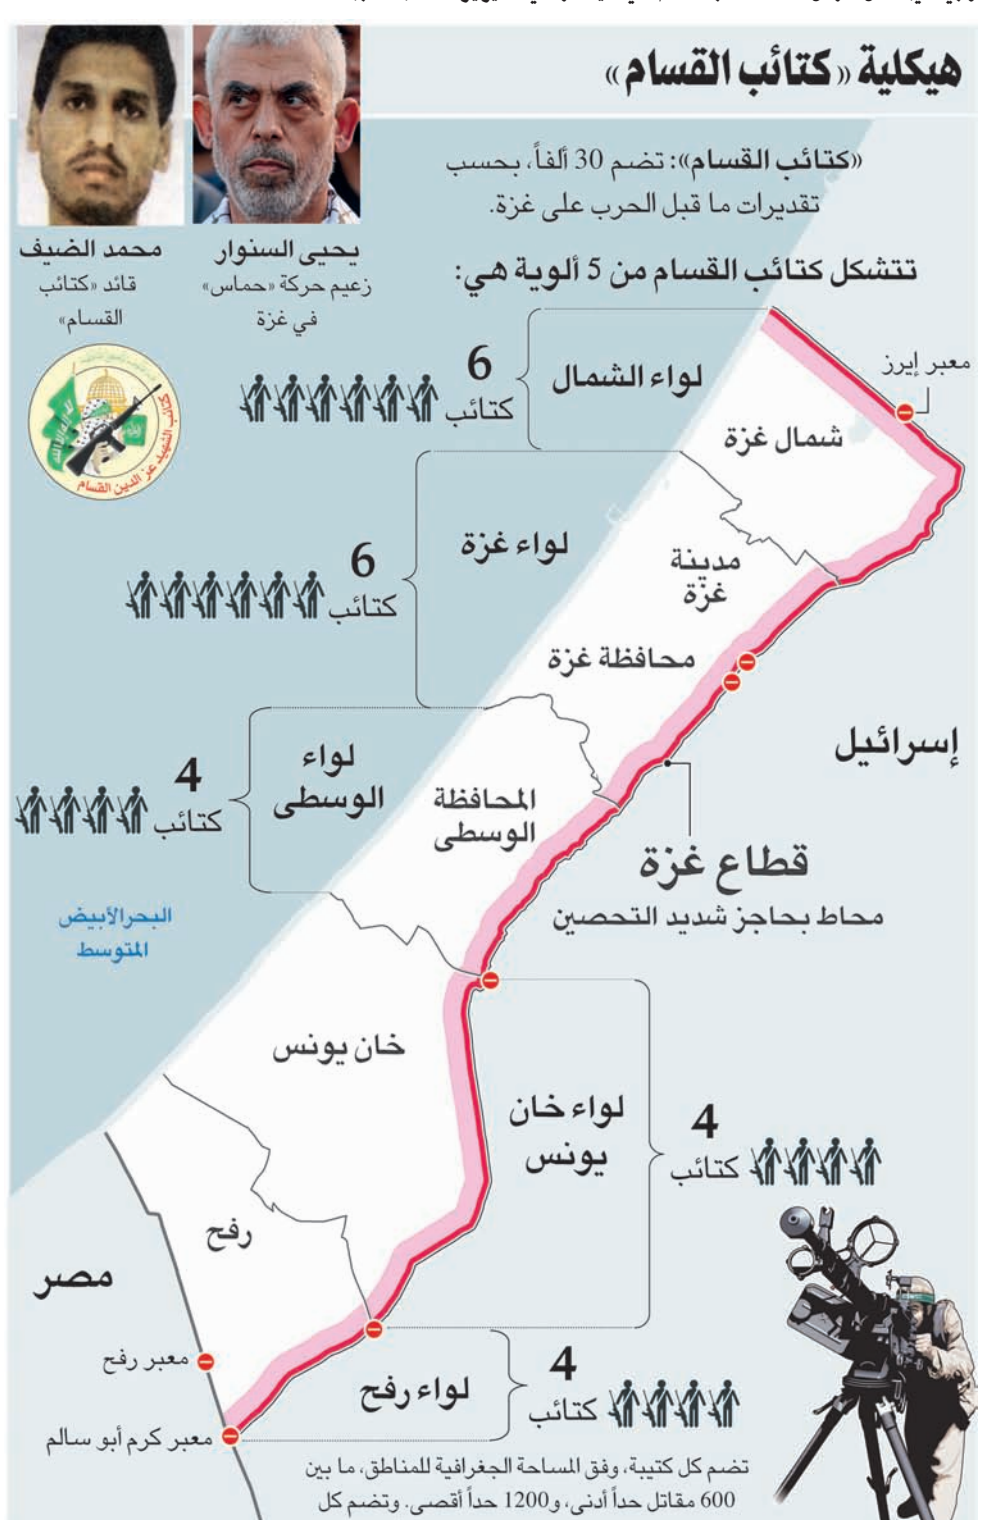 هيكلية «كتائب القسام»
«كتائب القسام»: تضم 30 ألفاً، بحسب
تقديرات ما قبل الحرب على غزة.
يحيى السنوار
زعيم حركة «حماس»
في غزة
محمد الضيف
قائد «كتائب
القسام»
تتشكل كتائب القسام من 5 ألوية هي:
كتائب الشهيد عز الدين القسام
معبر إيرز
لواء الشمال
6
كتائب
شمال غزة
لواء غزة
6
كتائب
مدينة
غزة
محافظة غزة
إسرائيل
لواء
الوسطى
4
كتائب
المحافظة
الوسطى
قطاع غزة
محاط بحاجز شديد التحصين
البحر الأبيض
المتوسط
خان يونس
لواء خان
يونس
4
كتائب
رفح
مصر
معبر رفح
لواء رفح
4
كتائب
معبر كرم أبو سالم
تضم كل كتيبة، وفق المساحة الجغرافية للمناطق، ما بين
600 مقاتل حداً أدنى، و1200 حداً أقصى. وتضم كل